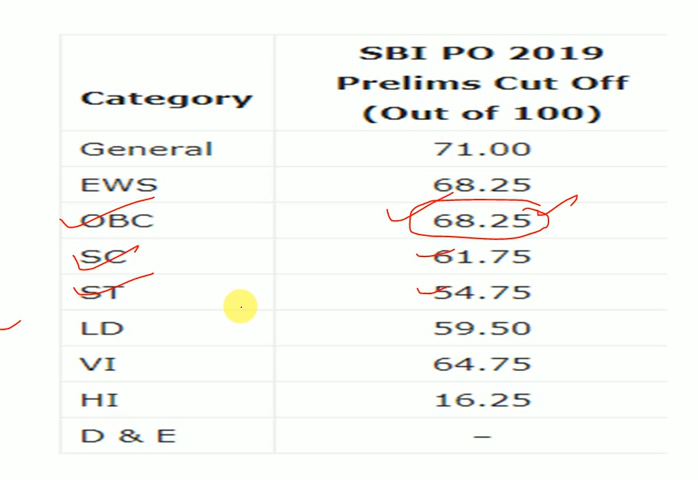 Category
SBI PO 2019
Prelims Cut Off
(Out of 100)
General 71.00
EWS 68.25
OBC 68.25
SC 61.75
ST 54.75
LD 59.50
VI 64.75
HI 16.25
D & E –